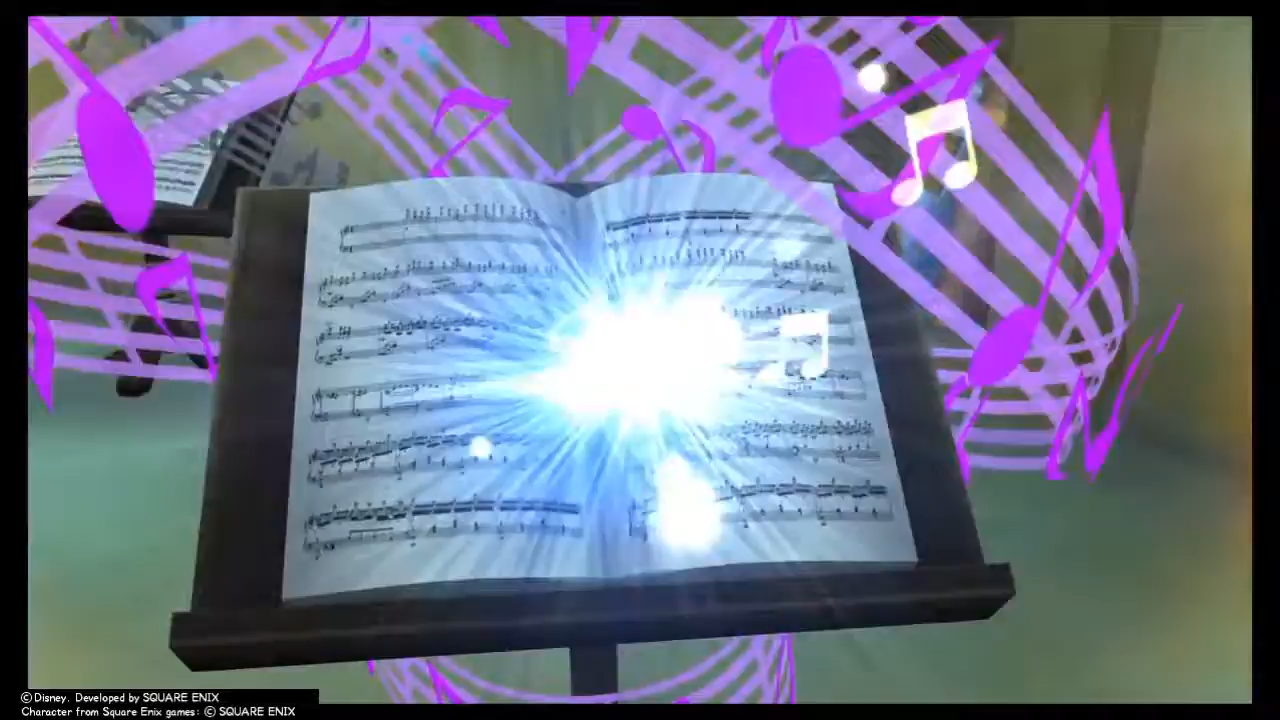 ©Disney. Developed by SQUARE ENIX
Character from Square Enix games: © SQUARE ENIX